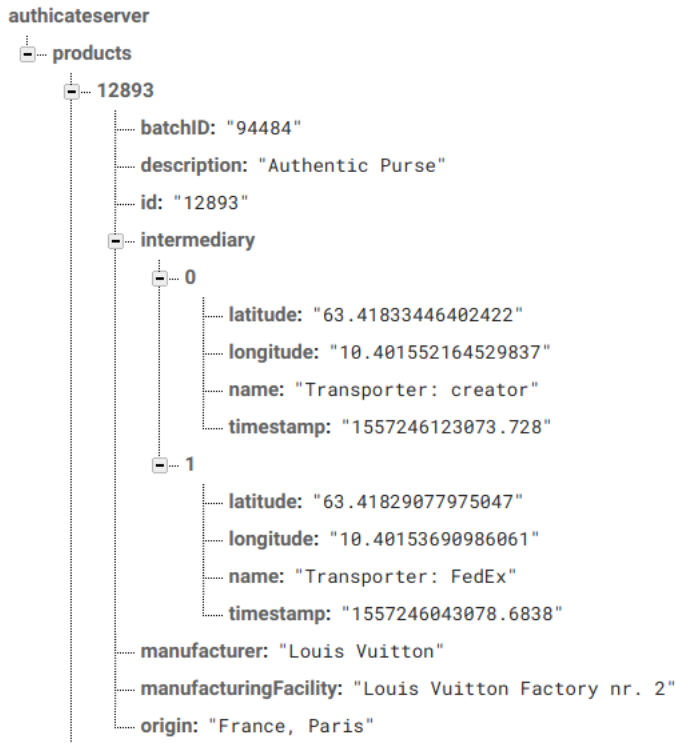 authicateserver
products
12893
batchID: "94484"
description: "Authentic Purse"
id: "12893"
intermediary
0
latitude: "63.41833446402422"
longitude: "10.401552164529837"
name: "Transporter: creator"
timestamp: "1557246123073.728"
1
latitude: "63.41829077975047"
longitude: "10.40153690986061"
name: "Transporter: FedEx"
timestamp: "1557246043078.6838"
manufacturer: "Louis Vuitton"
manufacturingFacility: "Louis Vuitton Factory nr. 2"
origin: "France, Paris"